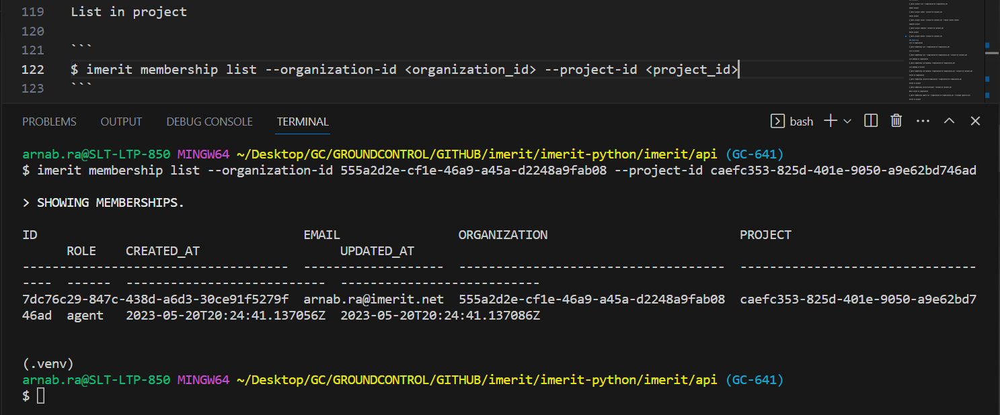 119 List in project
120
121 ```
122 $ imerit membership list --organization-id <organization_id> --project-id <project_id>
123 ```
PROBLEMS OUTPUT DEBUG CONSOLE TERMINAL bash
arnab.ra@SLT-LTP-850 MINGW64 ~/Desktop/GC/GROUNDCONTROL/GITHUB/imerit/imerit-python/imerit/api (GC-641)
$ imerit membership list --organization-id 555a2d2e-cf1e-46a9-a45a-d2248a9fab08 --project-id caefc353-825d-401e-9050-a9e62bd746ad
> SHOWING MEMBERSHIPS.
ID EMAIL ORGANIZATION PROJECT
ROLE CREATED_AT UPDATED_AT
------------------------------------ ------------------- ------------------------------------ --------------------------------
---- ------ --------------------------- ---------------------------
7dc76c29-847c-438d-a6d3-30ce91f5279f arnab.ra@imerit.net 555a2d2e-cf1e-46a9-a45a-d2248a9fab08 caefc353-825d-401e-9050-a9e62bd7
46ad agent 2023-05-20T20:24:41.137056Z 2023-05-20T20:24:41.137086Z
(.venv)
arnab.ra@SLT-LTP-850 MINGW64 ~/Desktop/GC/GROUNDCONTROL/GITHUB/imerit/imerit-python/imerit/api (GC-641)
$